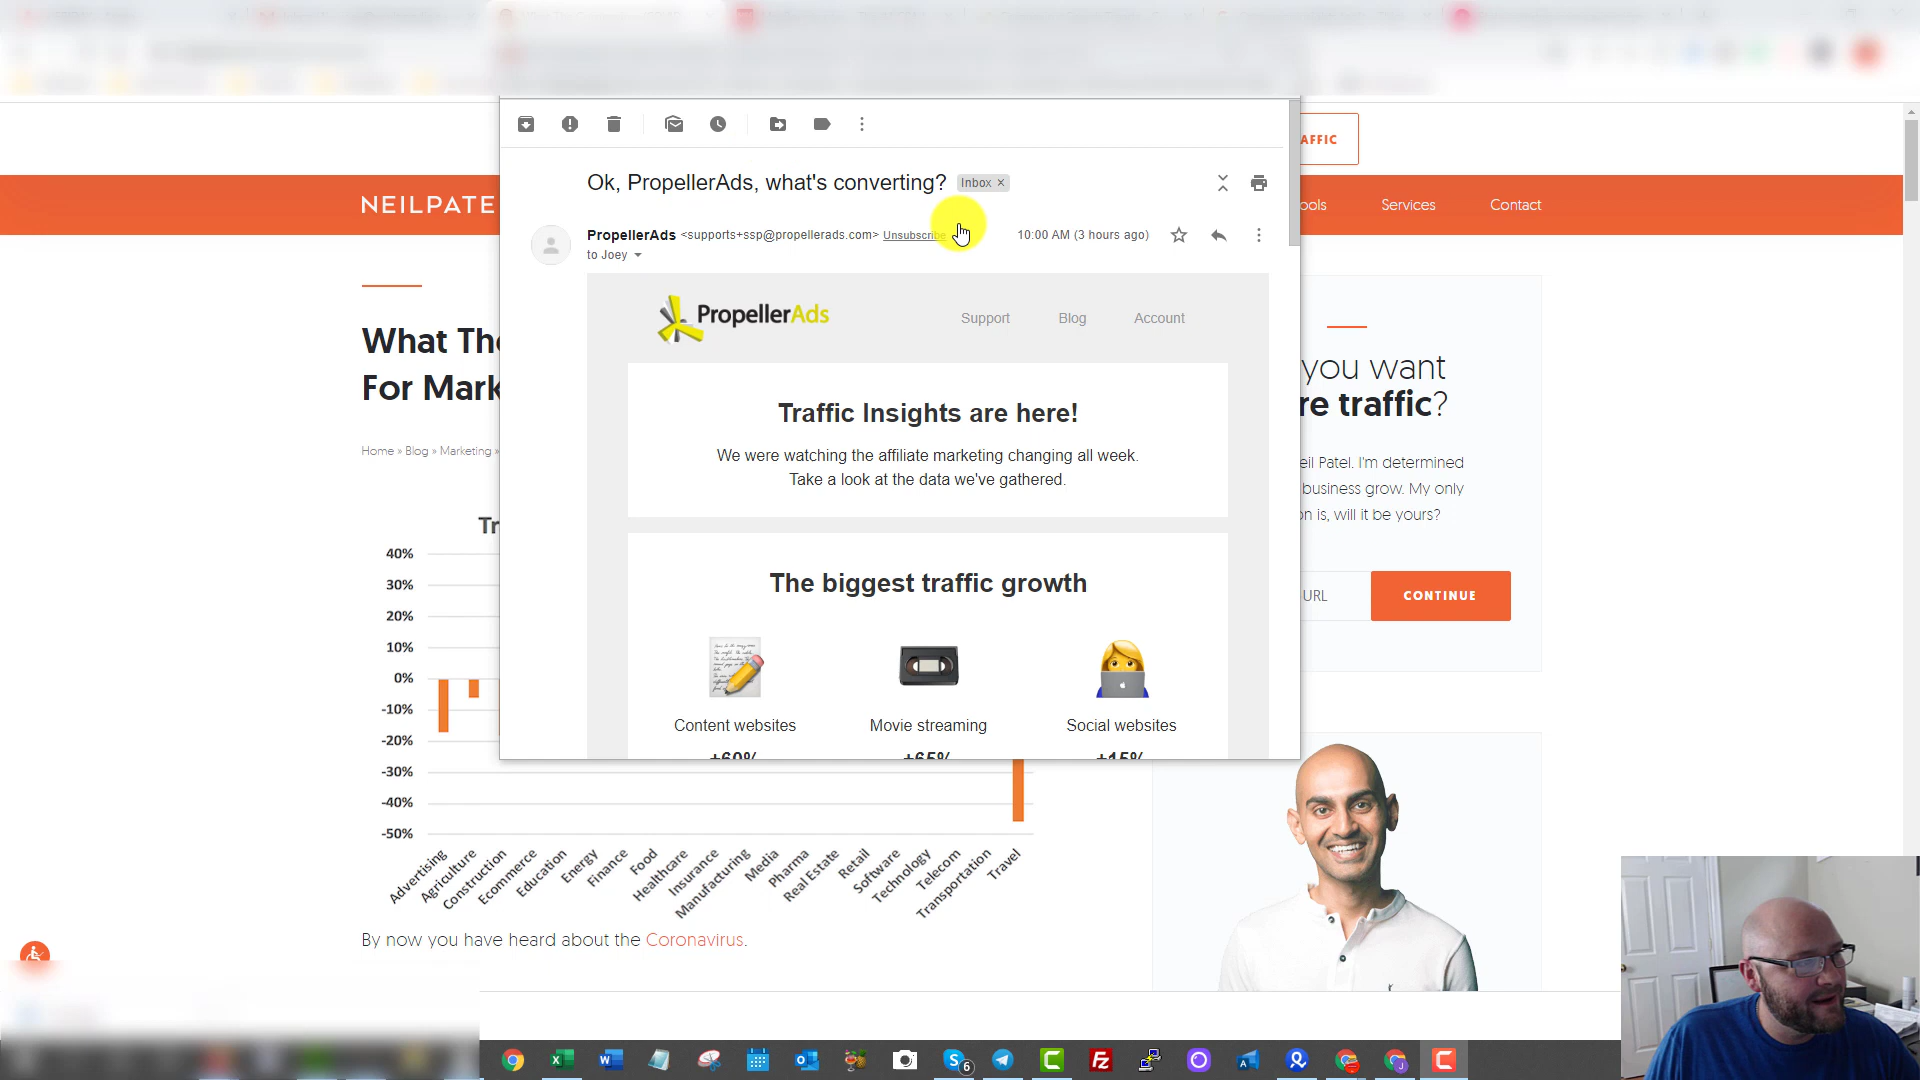 AFFIC
NEILPATE
ools
Services
Contact
Ok, PropellerAds, what's converting?
Inbox ×
PropellerAds <supports+ssp@propellerads.com> Unsubscribe
10:00 AM (3 hours ago)
to Joey
PropellerAds
Support
Blog
Account
Traffic Insights are here!
We were watching the affiliate marketing changing all week.
Take a look at the data we've gathered.
The biggest traffic growth
Content websites
Movie streaming
Social websites
+60%
+65%
+15%
What The
For Mark
Home » Blog » Marketing »
Tr
40%
30%
20%
10%
0%
-10%
-20%
-30%
-40%
-50%
Advertising
Agriculture
Construction
Ecommerce
Education
Energy
Finance
Food
Healthcare
Insurance
Manufacturing
Media
Pharma
Real Estate
Retail
Software
Technology
Telecom
Transportation
Travel
By now you have heard about the Coronavirus.
you want
re traffic?
eil Patel. I'm determined
business grow. My only
on is, will it be yours?
URL
CONTINUE
6